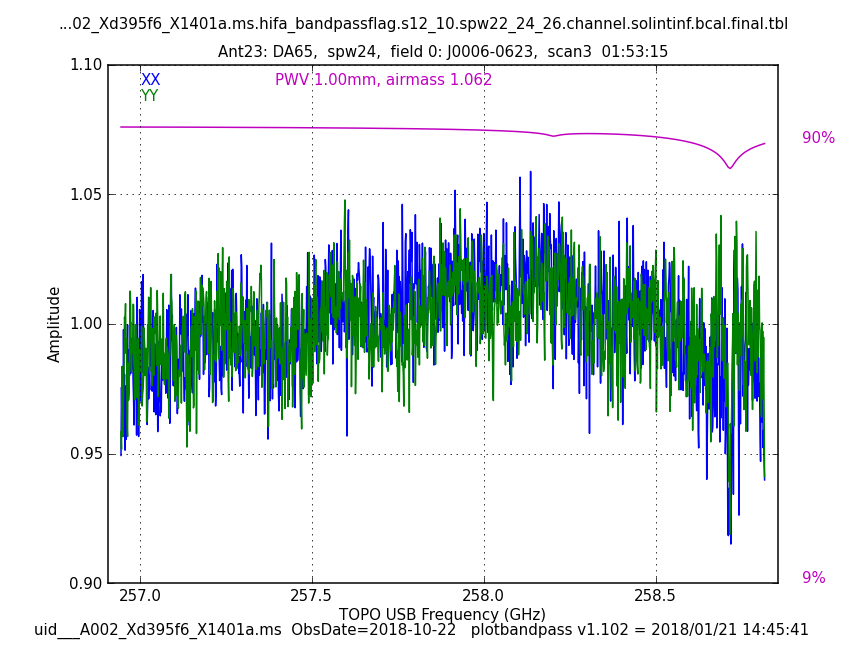 ...02_Xd395f6_X1401a.ms.hifa_bandpassflag.s12_10.spw22_24_26.channel.solintinf.bcal.final.tbl
Ant23: DA65,  spw24,  field 0: J0006-0623,  scan3  01:53:15
1.10
XX
PWV 1.00mm, airmass 1.062
YY
90%
1.05
1.00
Amplitude
0.95
0.90
9%
257.0
257.5
258.0
258.5
TOPO USB Frequency (GHz)
uid___A002_Xd395f6_X1401a.ms  ObsDate=2018-10-22   plotbandpass v1.102 = 2018/01/21 14:45:41